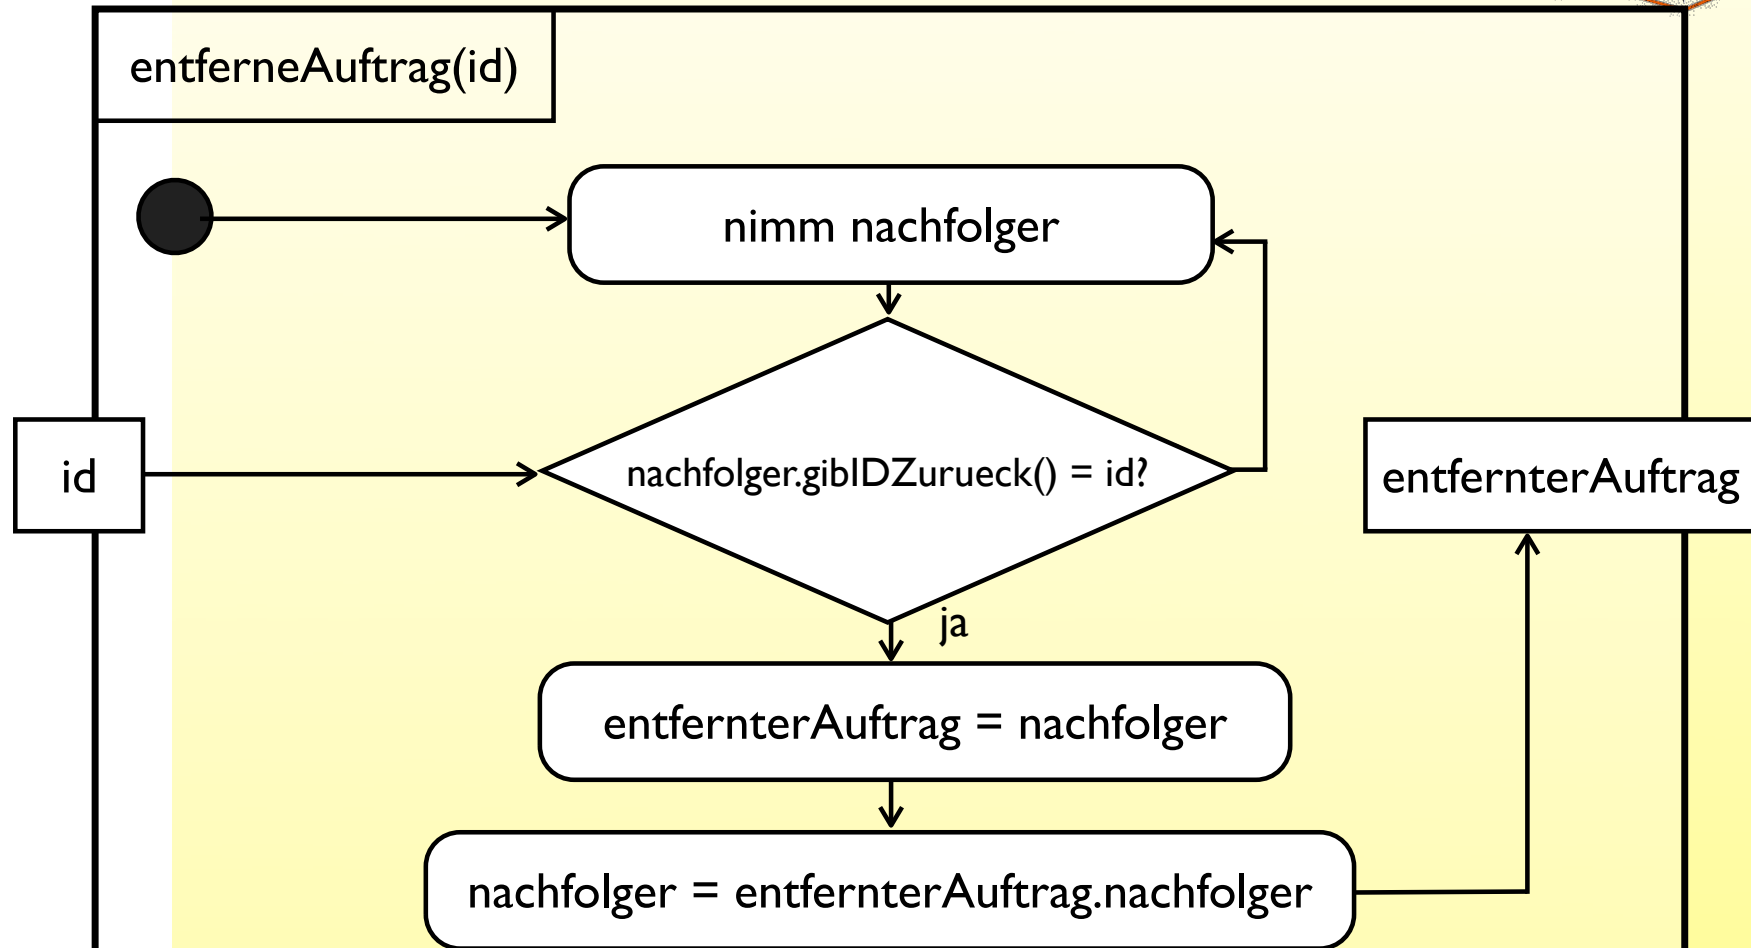 entferneAuftrag(id)
nimm nachfolger
id
nachfolger.gibIDZurueck() = id?
entfernterAuftrag
ja
entfernterAuftrag = nachfolger
nachfolger = entfernterAuftrag.nachfolger